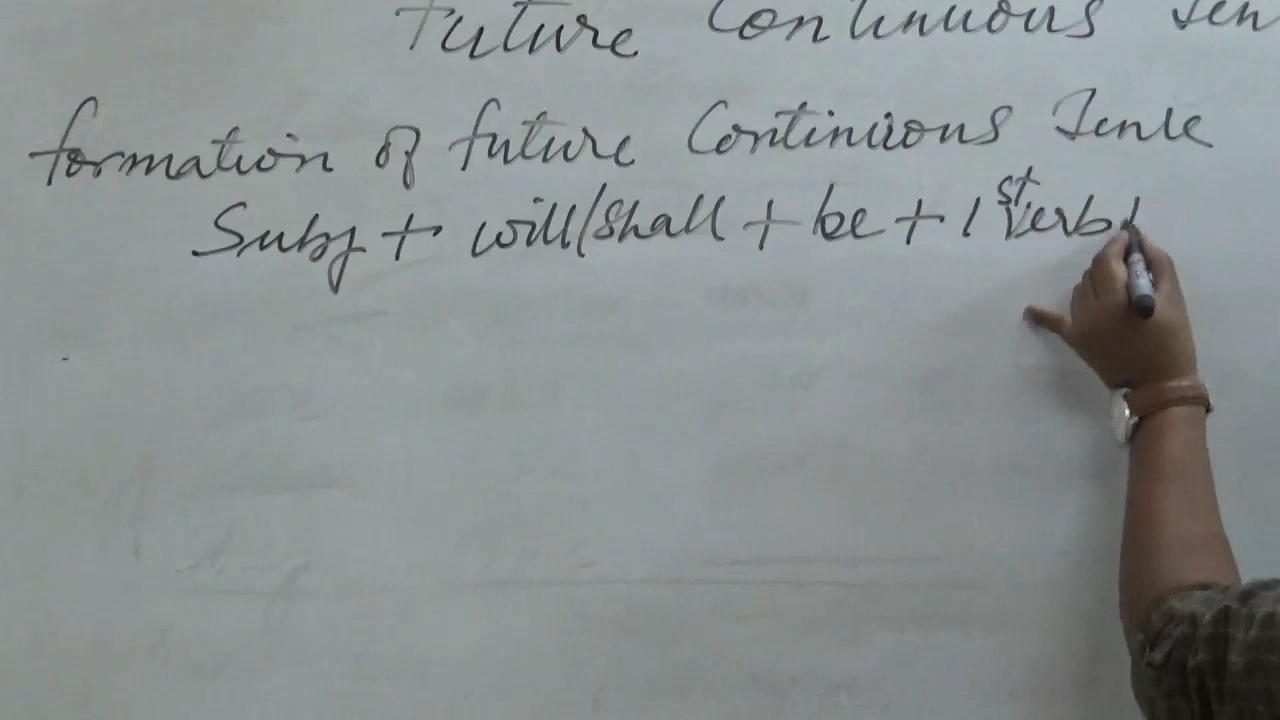 Future Continuous Ten
formation of future Continuous Tense
Subj + will/shall + be + 1st verb